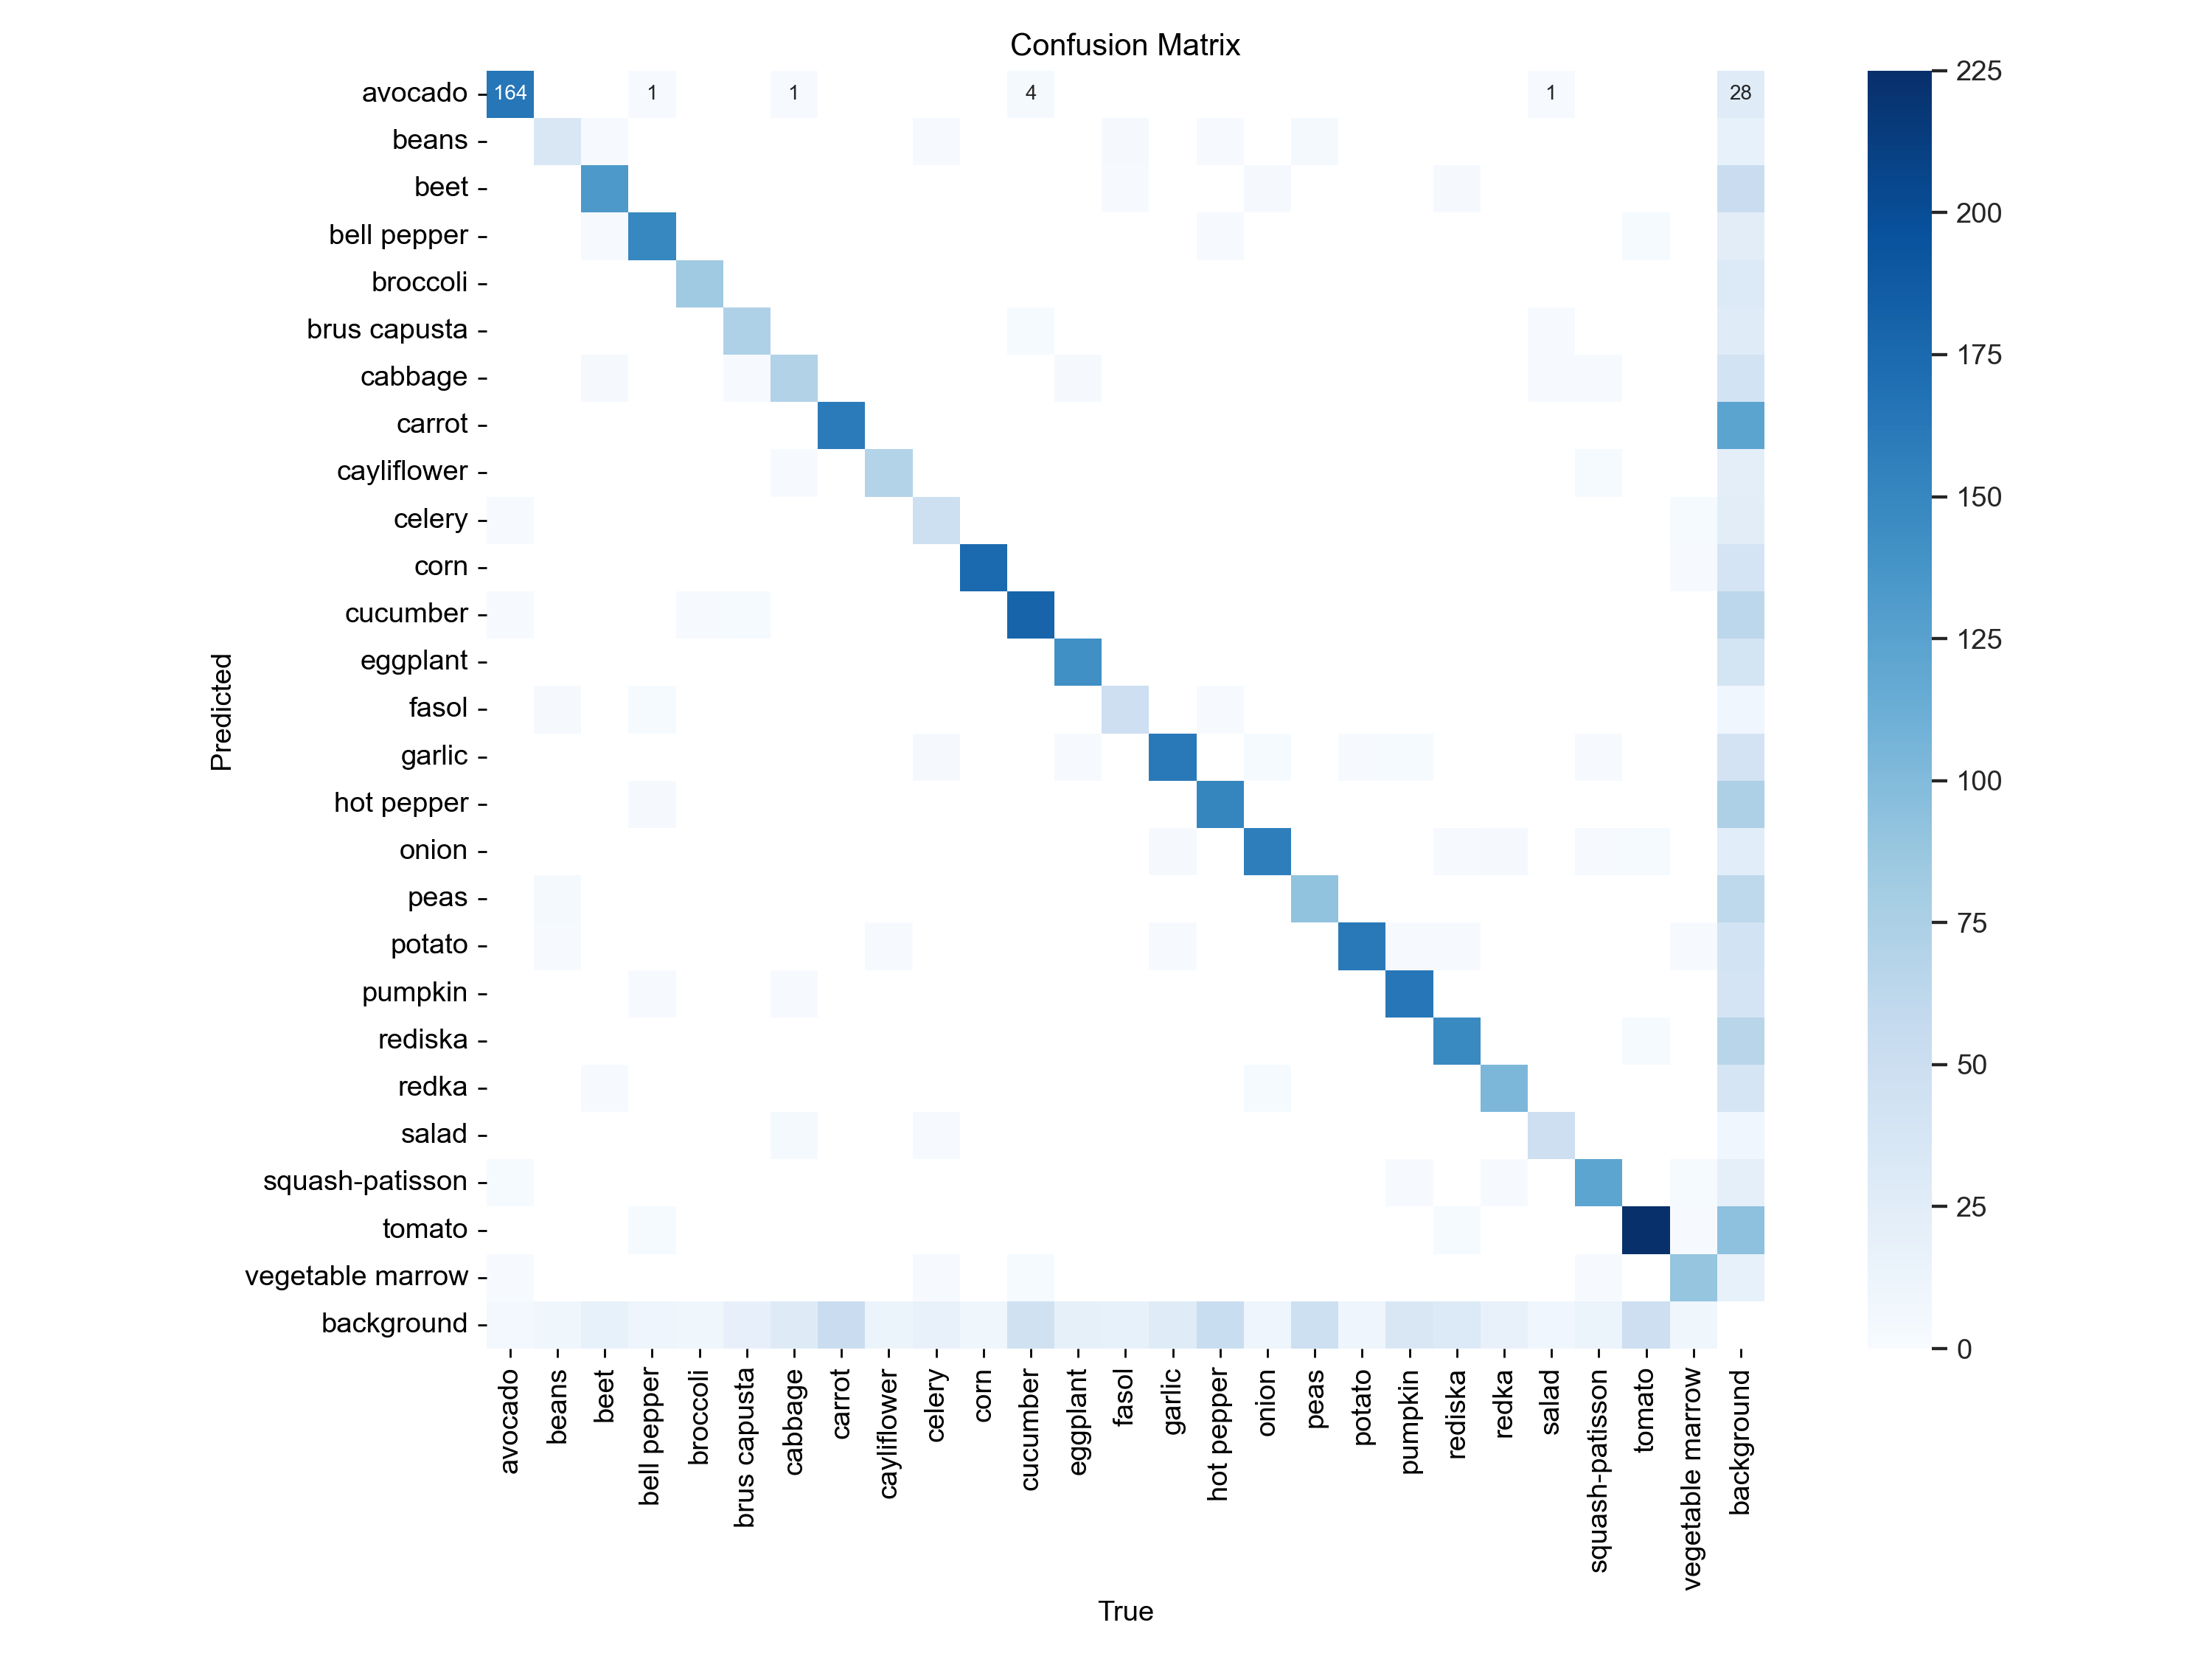 Confusion Matrix
avocado
164 1 1 4 1 28
beans
beet
bell pepper
broccoli
brus capusta
cabbage
carrot
cayliflower
celery
corn
cucumber
eggplant
fasol
garlic
hot pepper
onion
peas
potato
pumpkin
rediska
redka
salad
squash-patisson
tomato
vegetable marrow
background
Predicted
avocado
beans
beet
bell pepper
broccoli
brus capusta
cabbage
carrot
cayliflower
celery
corn
cucumber
eggplant
fasol
garlic
hot pepper
onion
peas
potato
pumpkin
rediska
redka
salad
squash-patisson
tomato
vegetable marrow
background
True
225
200
175
150
125
100
75
50
25
0